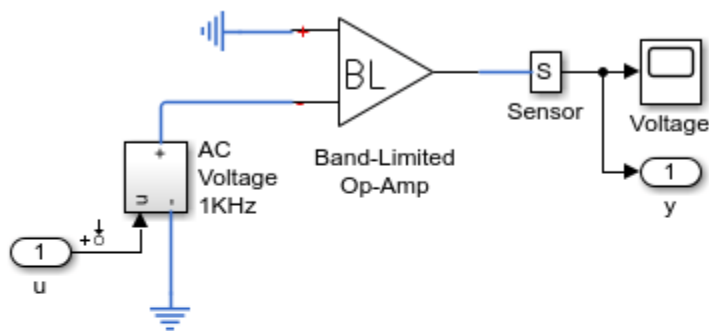 +
-
BL
S
Sensor
Voltage
Band-Limited
Op-Amp
+
u
-
AC
Voltage
1KHz
1
y
+
1
u